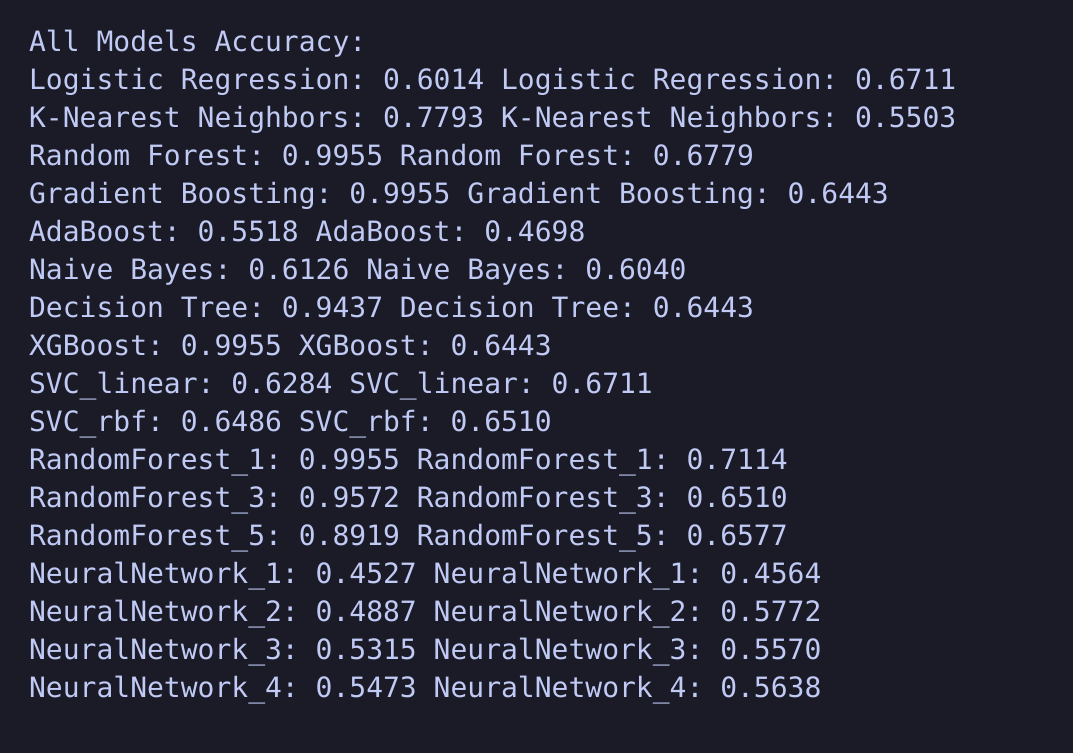 All Models Accuracy:
Logistic Regression: 0.6014 Logistic Regression: 0.6711
K-Nearest Neighbors: 0.7793 K-Nearest Neighbors: 0.5503
Random Forest: 0.9955 Random Forest: 0.6779
Gradient Boosting: 0.9955 Gradient Boosting: 0.6443
AdaBoost: 0.5518 AdaBoost: 0.4698
Naive Bayes: 0.6126 Naive Bayes: 0.6040
Decision Tree: 0.9437 Decision Tree: 0.6443
XGBoost: 0.9955 XGBoost: 0.6443
SVC_linear: 0.6284 SVC_linear: 0.6711
SVC_rbf: 0.6486 SVC_rbf: 0.6510
RandomForest_1: 0.9955 RandomForest_1: 0.7114
RandomForest_3: 0.9572 RandomForest_3: 0.6510
RandomForest_5: 0.8919 RandomForest_5: 0.6577
NeuralNetwork_1: 0.4527 NeuralNetwork_1: 0.4564
NeuralNetwork_2: 0.4887 NeuralNetwork_2: 0.5772
NeuralNetwork_3: 0.5315 NeuralNetwork_3: 0.5570
NeuralNetwork_4: 0.5473 NeuralNetwork_4: 0.5638